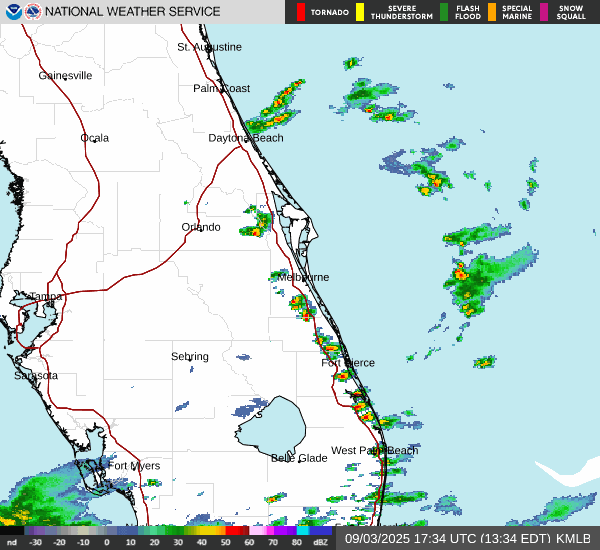 NATIONAL WEATHER SERVICE
TORNADO
SEVERE THUNDERSTORM
FLASH FLOOD
SPECIAL MARINE
SNOW SQUALL
St. Augustine
Gainesville
Palm Coast
Ocala
Daytona Beach
Orlando
Melbourne
Tampa
Sebring
Fort Pierce
Sarasota
West Palm Beach
Belle Glade
Fort Myers
nd -30 -20 -10 0 10 20 30 40 50 60 70 80 dBZ
09/03/2025 17:34 UTC (13:34 EDT) KMLB